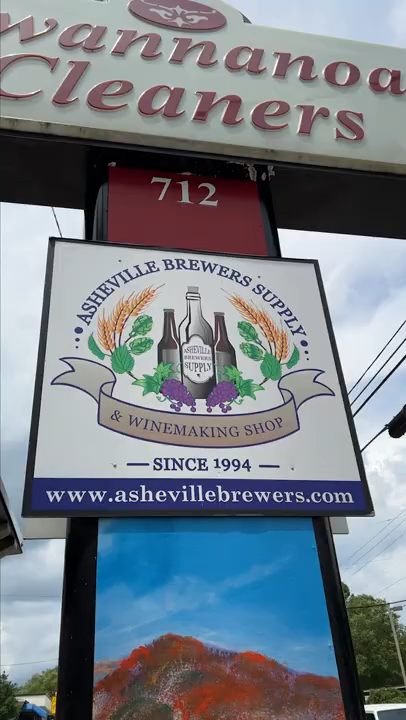 wannanoa
Cleaners
712
ASHEVILLE BREWERS SUPPLY
ASHEVILLE
BREWERS
SUPPLY
& WINEMAKING SHOP
— SINCE 1994 —
www.ashevillebrewers.com